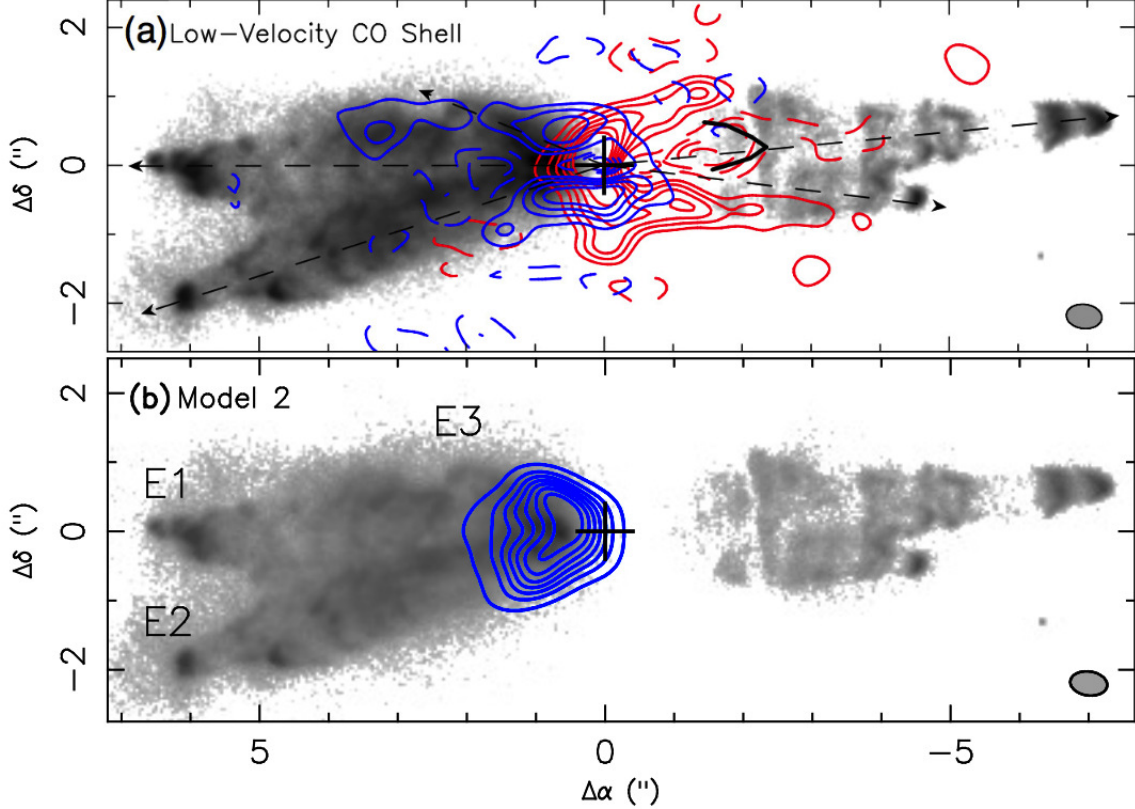 (a) Low-Velocity CO Shell
2
0
-2
Δδ (")
(b) Model 2
E3
E1
E2
2
0
-2
Δδ (")
5 0 -5
Δα (")